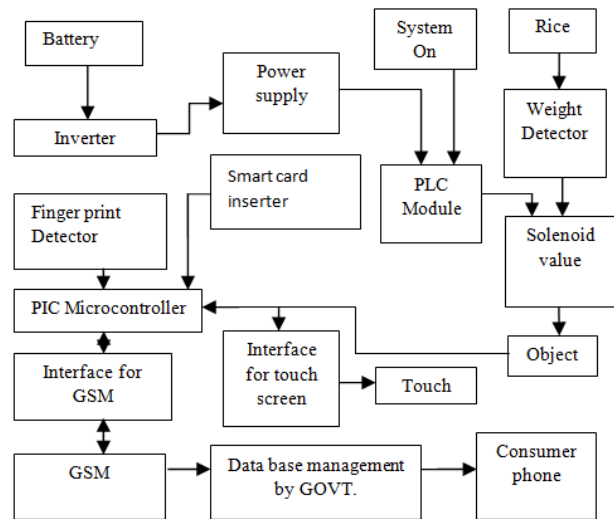 Battery
System
On
Rice
Power
supply
Inverter
Weight
Detector
Smart card
inserter
PLC
Module
Finger print
Detector
Solenoid
value
PIC Microcontroller
Interface
for touch
screen
Object
Interface for
GSM
Touch
GSM
Data base management
by GOVT.
Consumer
phone